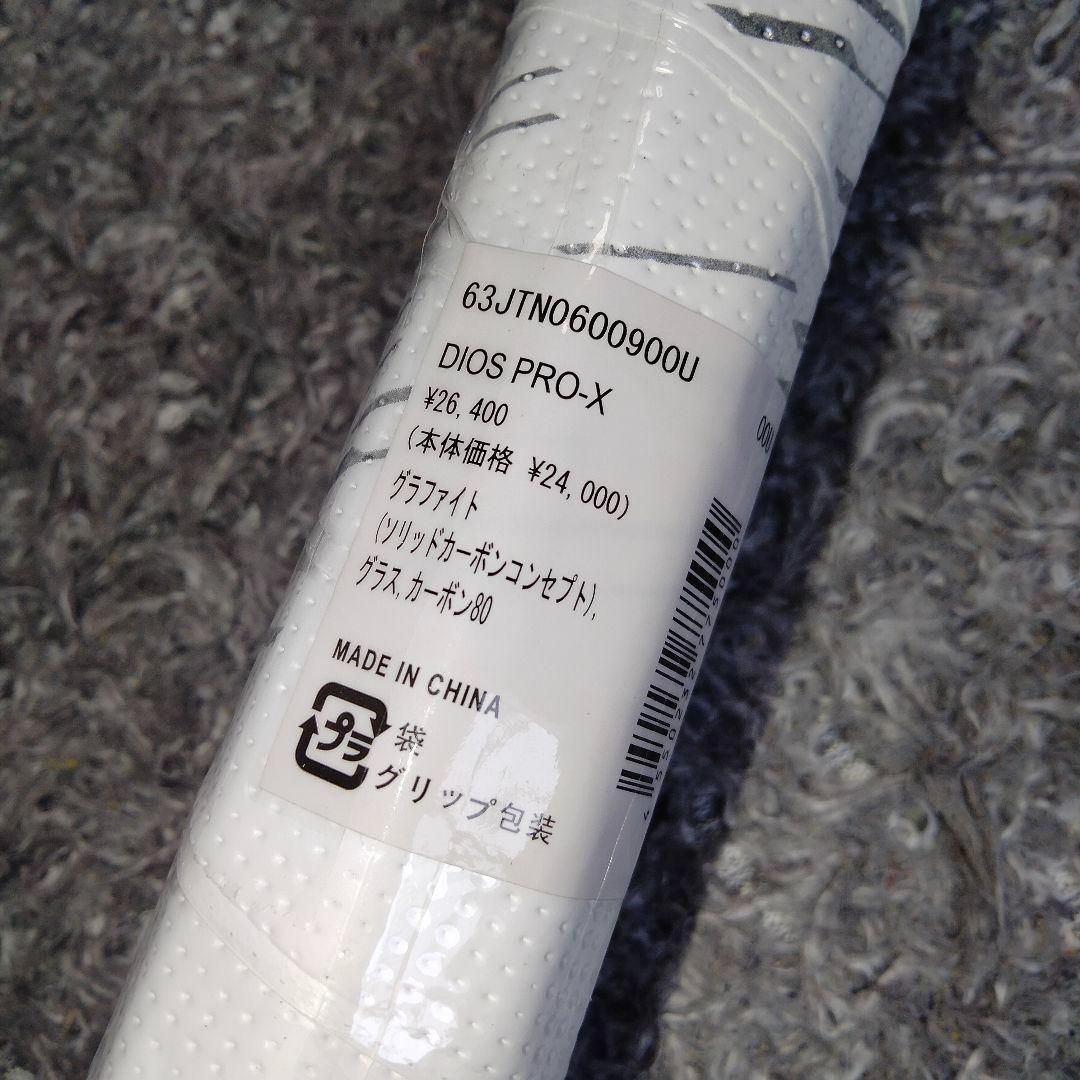 63JTN0600900U
DIOS PRO-X
¥26,400
(本体価格 ¥24,000)
グラファイト
(ソリッドカーボンコンセプト),
グラス,カーボン80
MADE IN CHINA
プラ
袋
グリップ包装
00U